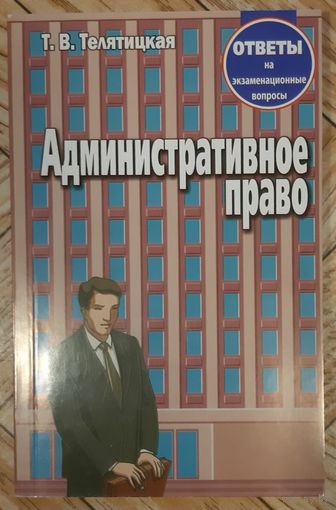 Т. В. Телятицкая
ОТВЕТЫ
на
экзаменационные
вопросы
Административное
право